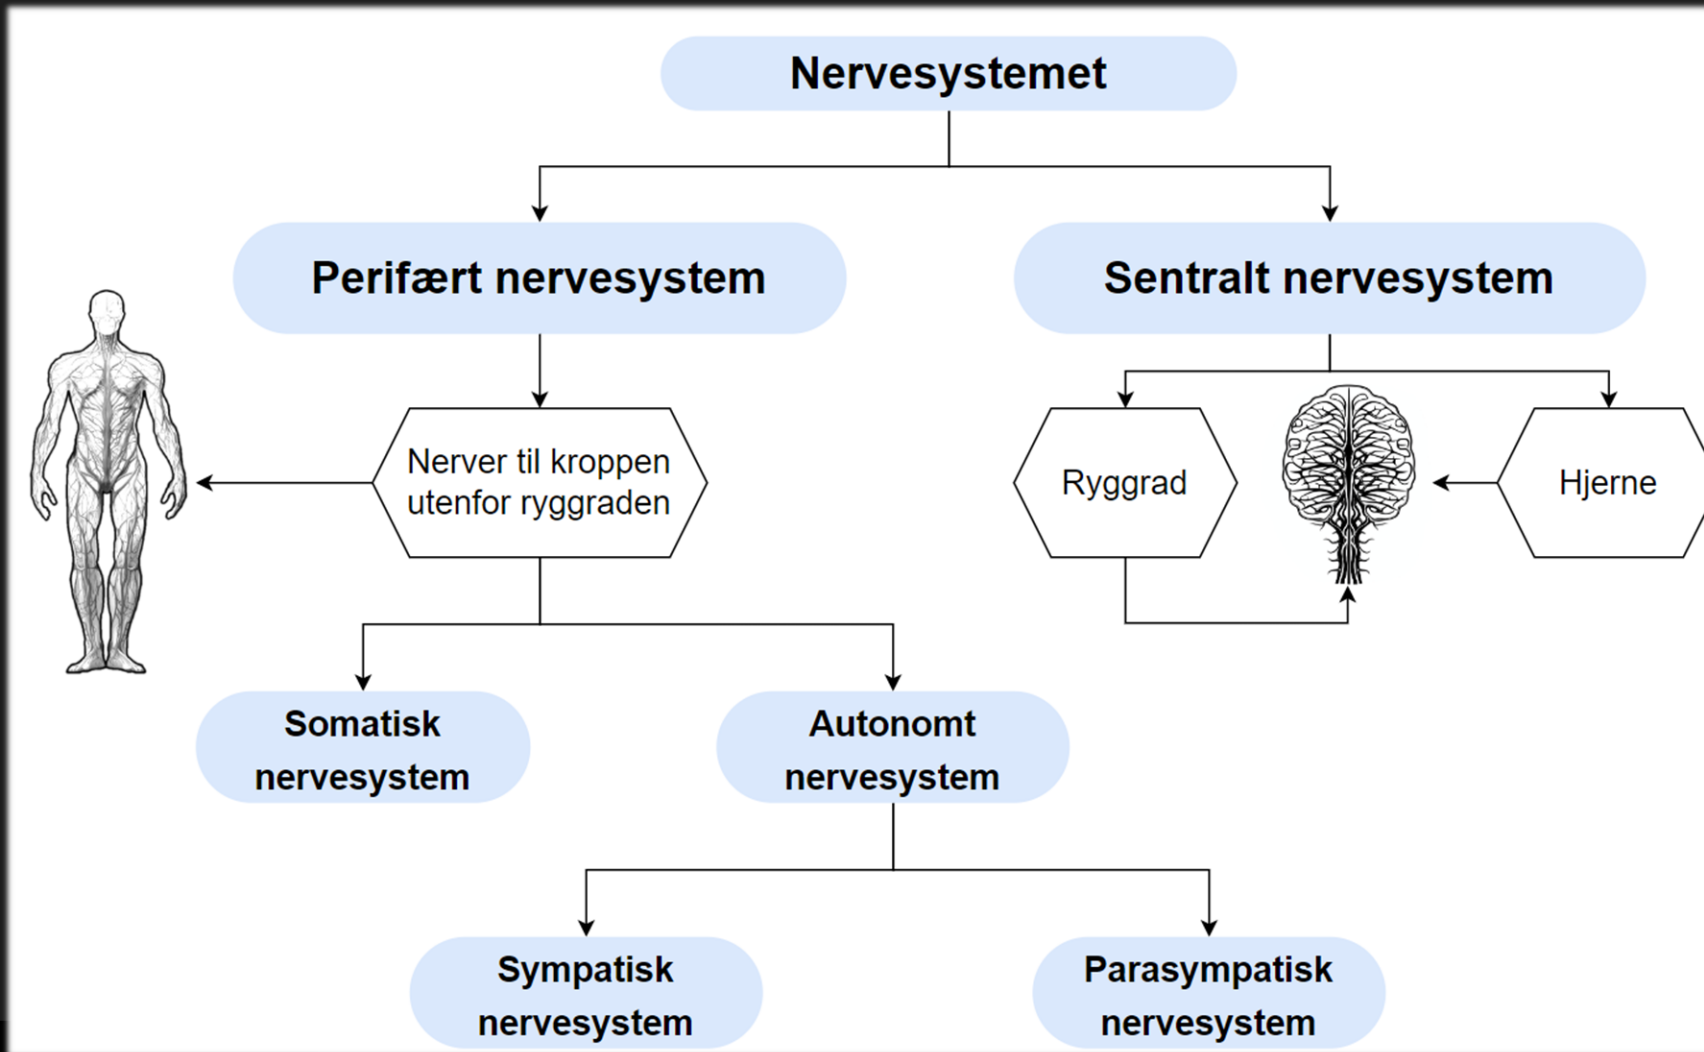 Nervesystemet
Perifært nervesystem
Sentralt nervesystem
Nerver til kroppen
utenfor ryggraden
Ryggrad
Hjerne
Somatisk
nervesystem
Autonomt
nervesystem
Sympatisk
nervesystem
Parasympatisk
nervesystem